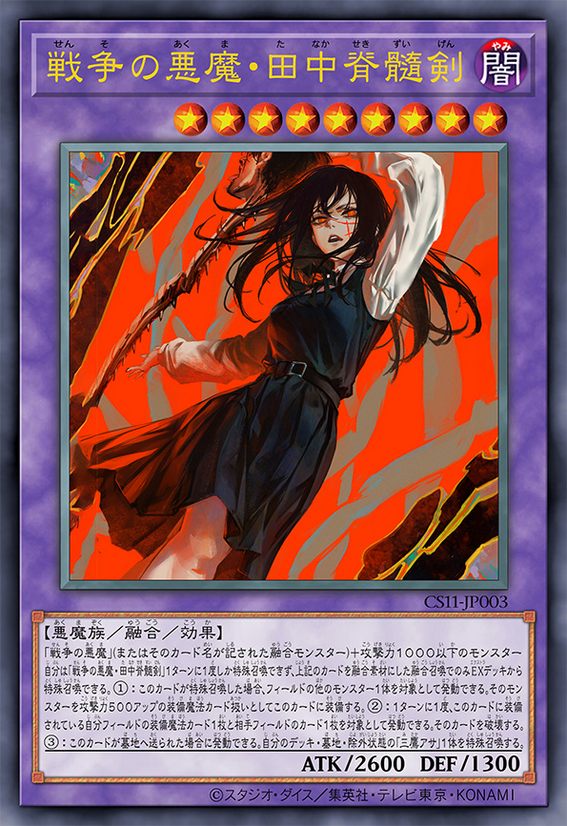 戦争の悪魔・田中脊髄剣 闇
CS11-JP003
【悪魔族／融合／効果】
「戦争の悪魔」(またはそのカード名が記された融合モンスター)＋攻撃力1000以下のモンスター
自分は「戦争の悪魔・田中脊髄剣」1ターンに1度しか特殊召喚できず、上記のカードを融合素材にした融合召喚でのみEXデッキから
特殊召喚できる。①：このカードが特殊召喚した場合、フィールドの他のモンスター1体を対象として発動できる。そのモン
スターを攻撃力500アップの装備魔法カード扱いとしてこのカードに装備する。②：1ターンに1度、このカードに装備
されている自分フィールドの装備魔法カード1枚と相手フィールドのカード1枚を対象として発動できる。そのカードを破壊する。
③：このカードが墓地へ送られた場合に発動できる。自分のデッキ・墓地・除外状態の「三鷹アサ」1体を特殊召喚する。
ATK/2600 DEF/1300
©スタジオ・ダイス／集英社・テレビ東京・KONAMI